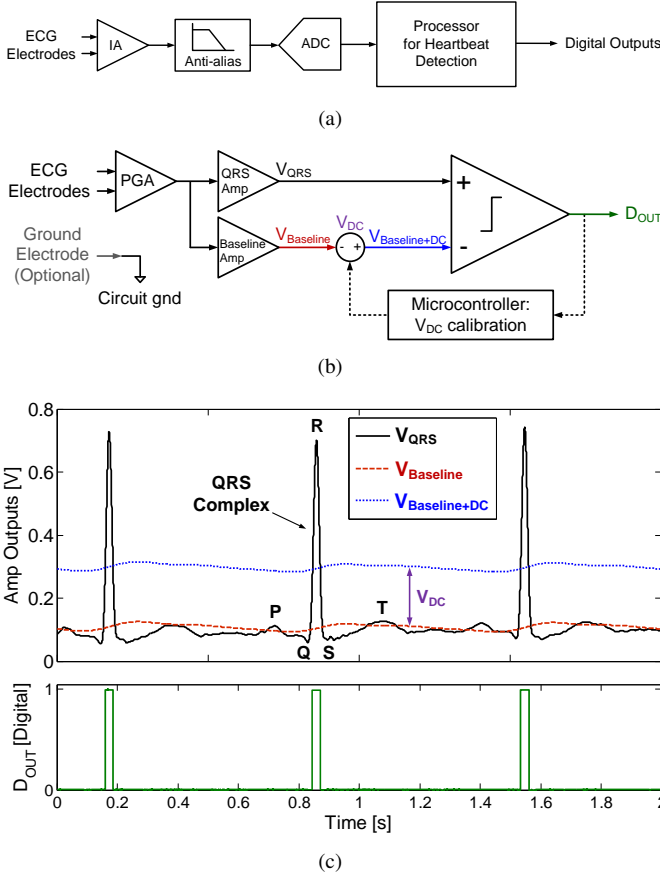 ECG
Electrodes
IA
Anti-alias
ADC
Processor
for Heartbeat
Detection
Digital Outputs
(a)
ECG
Electrodes
PGA
QRS
Amp
VQRS
Baseline
Amp
VBaseline
VDC
- +
VBaseline+DC
+
-
DOUT
Ground
Electrode
(Optional)
Circuit gnd
Microcontroller:
VDC calibration
(b)
Amp Outputs [V]
0.8
0.6
0.4
0.2
0
QRS
Complex
R
P
Q
S
T
VDC
VQRS
VBaseline
VBaseline+DC
DOUT [Digital]
1
0
0 0.2 0.4 0.6 0.8 1 1.2 1.4 1.6 1.8 2
Time [s]
(c)